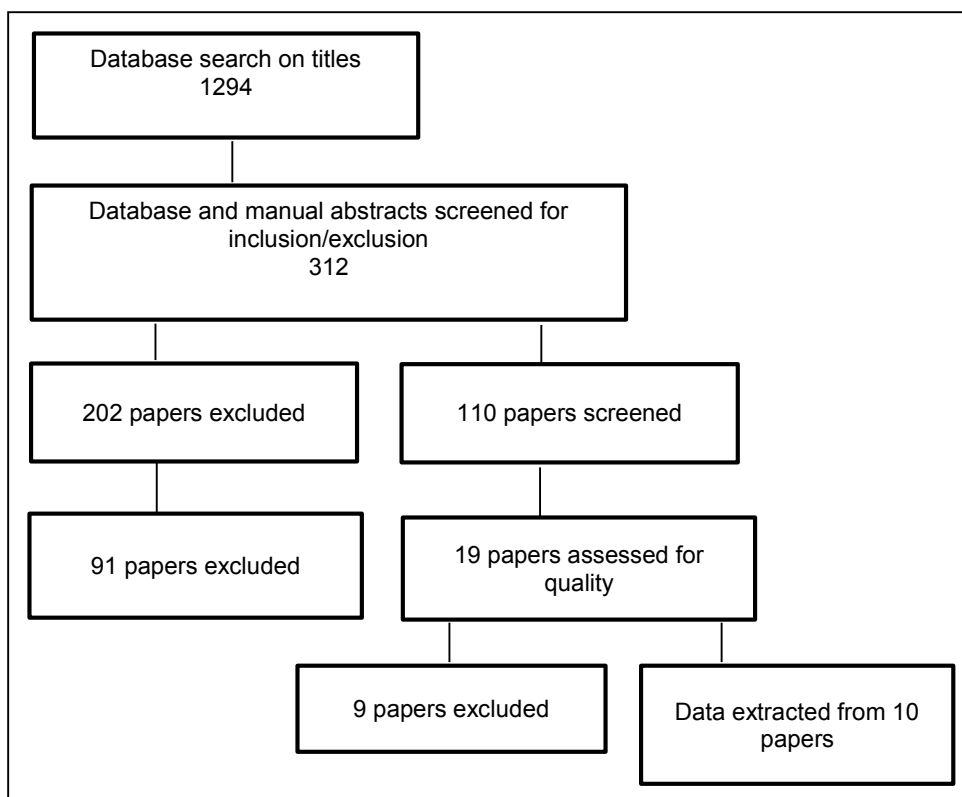 Database search on titles
1294
Database and manual abstracts screened for
inclusion/exclusion
312
202 papers excluded
110 papers screened
91 papers excluded
19 papers assessed for
quality
9 papers excluded
Data extracted from 10
papers